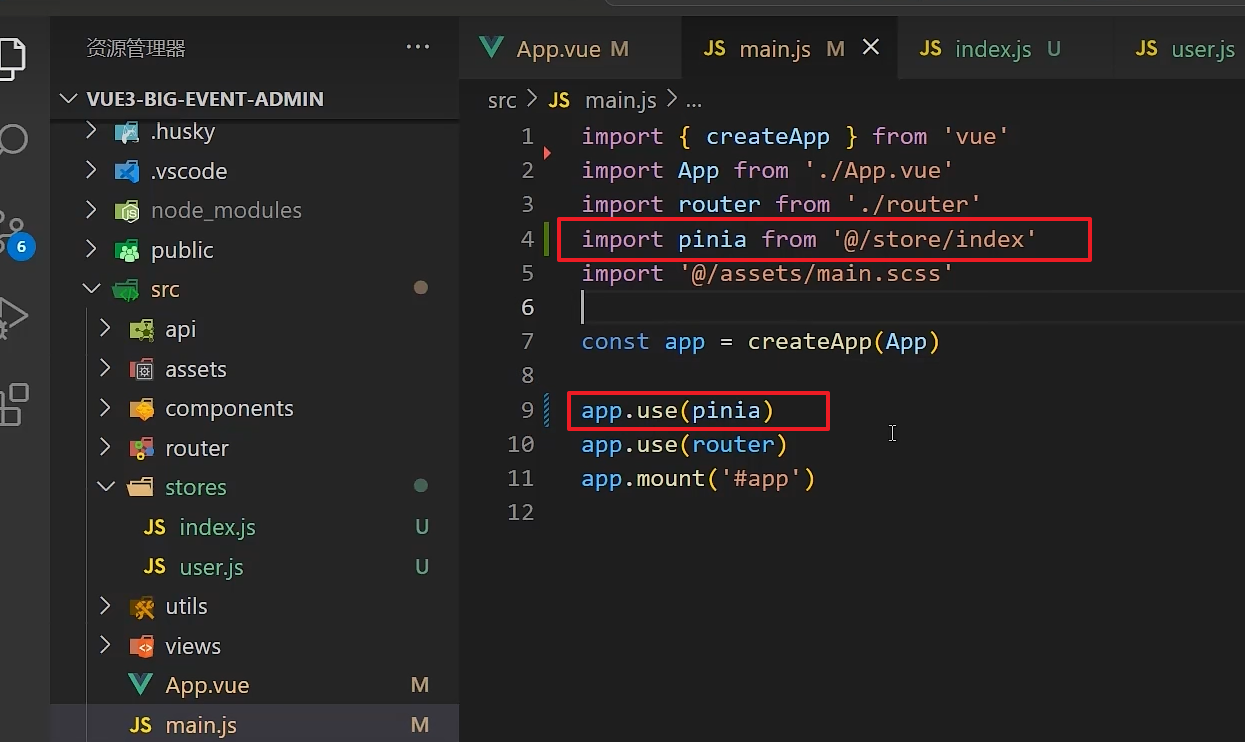 资源管理器 ...
VUE3-BIG-EVENT-ADMIN
.husky
.vscode
node_modules
public
src
api
assets
components
router
stores
JS index.js U
JS user.js U
utils
views
App.vue M
JS main.js M
6
App.vue M JS main.js M JS index.js U JS user.js
src > JS main.js > ...
1 import { createApp } from 'vue'
2 import App from './App.vue'
3 import router from './router'
4 import pinia from '@/store/index'
5 import '@/assets/main.scss'
6
7 const app = createApp(App)
8
9 app.use(pinia)
10 app.use(router)
11 app.mount('#app')
12